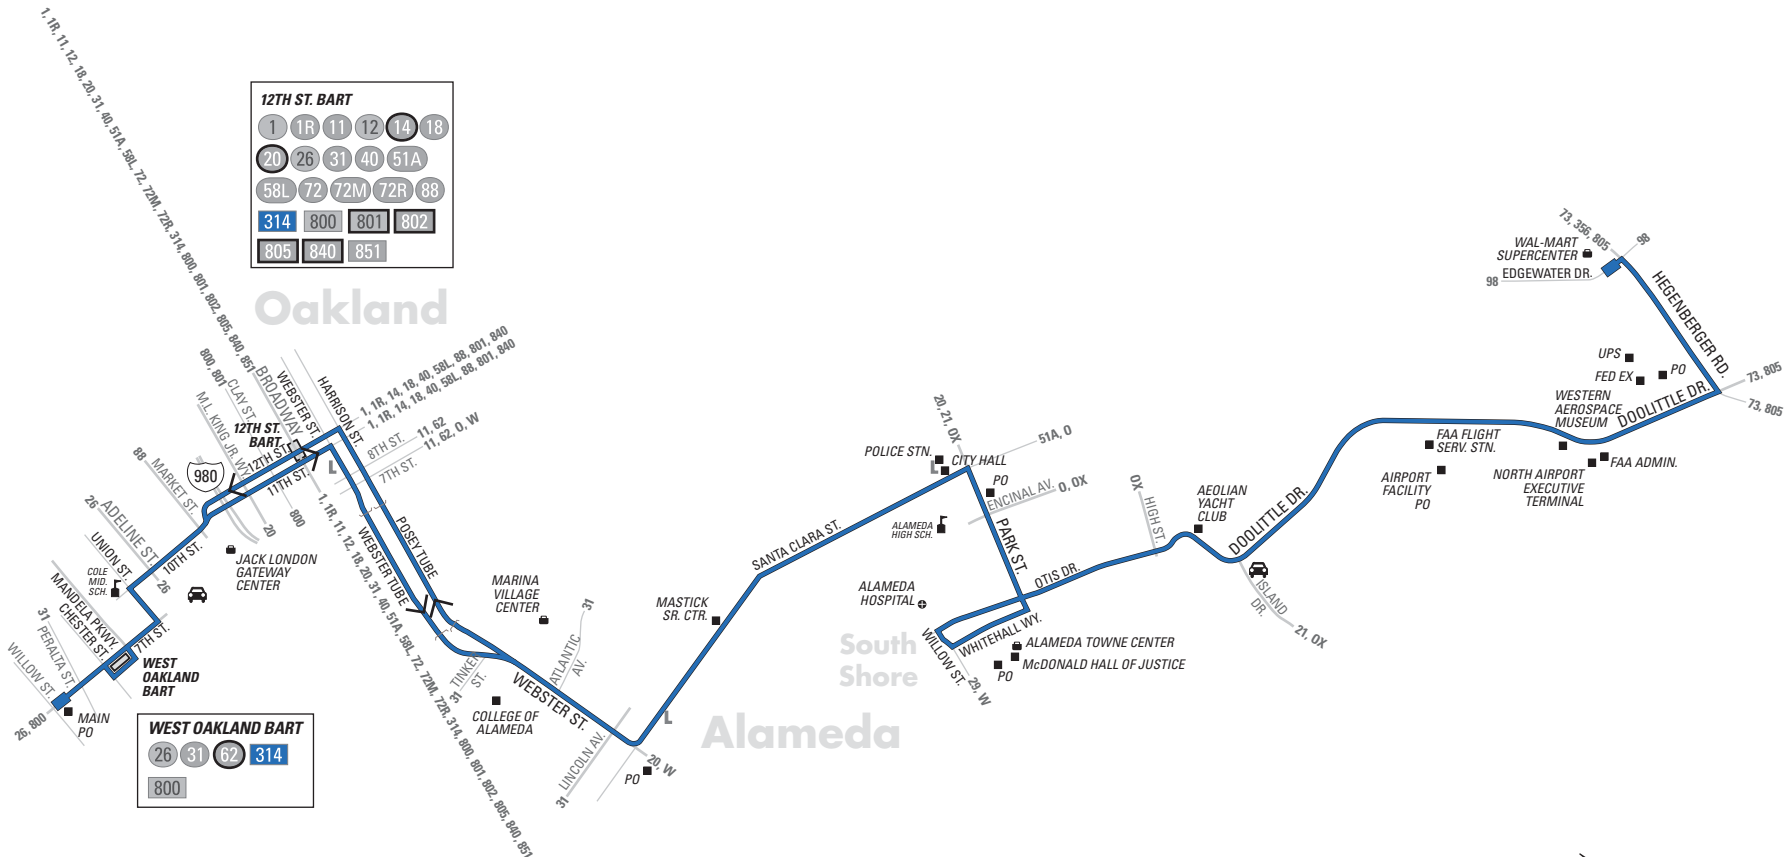 1, 1R, 11, 12, 18, 20, 31, 40, 51A, 58L, 72, 72M, 72R, 314, 800, 801, 802, 805, 840, 851
12TH ST. BART
1 1R 11 12 14 18
20 26 31 40 51A
58L 72 72M 72R 88
314 800 801 802
805 840 851
Oakland
800, 801
CLAY ST.
M.L. KING JR. WY.
BROADWAY
WEBSTER ST.
HARRISON ST.
1, 1R, 14, 18, 40, 58L, 88, 801, 840
1, 1R, 14, 18, 40, 58L, 88, 801, 840
11, 62
8TH ST.
11, 62, O, W
7TH ST.
12TH ST.
BART
12TH ST.
11TH ST.
L
980
88
MARKET ST.
26
ADELINE ST.
UNION ST.
10TH ST.
20
800
26
JACK LONDON
GATEWAY
CENTER
COLE
MID.
SCH.
MANDELA PKWY.
CHESTER ST.
7TH ST.
31
PERALTA ST.
WILLOW ST.
26, 800
MAIN
PO
WEST
OAKLAND
BART
WEST OAKLAND BART
26 31 62 314
800
POSEY TUBE
WEBSTER TUBE
1, 1R, 11, 12, 18, 20, 31, 40, 51A, 58L, 72, 72M, 72R, 314, 800, 801, 802, 805, 840, 851
MARINA
VILLAGE
CENTER
31
ATLANTIC
AV.
TINKER
ST.
31
COLLEGE OF
ALAMEDA
WEBSTER ST.
LINCOLN AV.
31
20, W
PO
L
MASTICK
SR. CTR.
SANTA CLARA ST.
Alameda
South
Shore
20, 21, OX
51A, O
POLICE STN.
L
CITY HALL
PO
ENCINAL AV.
O, OX
ALAMEDA
HIGH SCH.
PARK ST.
ALAMEDA
HOSPITAL
OTIS DR.
WHITEHALL WY.
WILLOW ST.
29, W
ALAMEDA TOWNE CENTER
McDONALD HALL OF JUSTICE
PO
OX
HIGH ST.
AEOLIAN
YACHT
CLUB
DOOLITTLE DR.
ISLAND
DR.
21, OX
FAA FLIGHT
SERV. STN.
AIRPORT
FACILITY
PO
WESTERN
AEROSPACE
MUSEUM
NORTH AIRPORT
EXECUTIVE
TERMINAL
FAA ADMIN.
DOOLITTLE DR.
73, 805
73, 805
UPS
FED EX
PO
HEGENBERGER RD.
73, 356, 805
98
WAL-MART
SUPERCENTER
EDGEWATER DR.
98